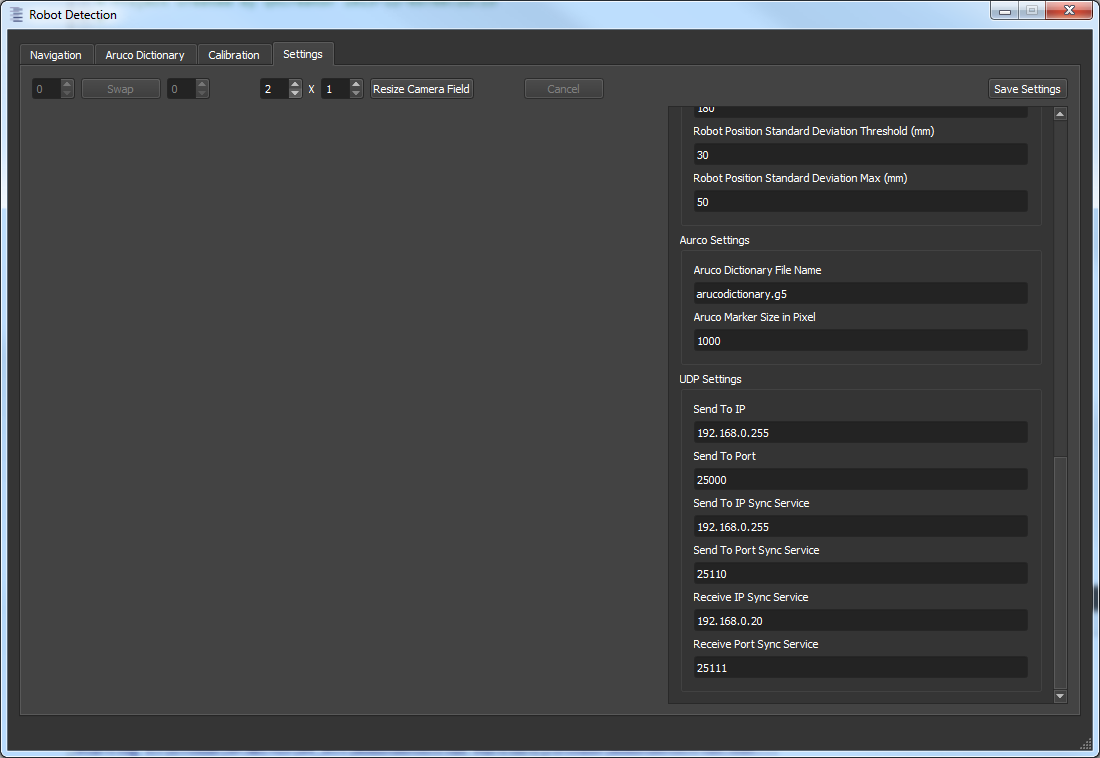 Robot Detection
Navigation
Aruco Dictionary
Calibration
Settings
0
Swap
0
2
X
1
Resize Camera Field
Cancel
Save Settings
180
Robot Position Standard Deviation Threshold (mm)
30
Robot Position Standard Deviation Max (mm)
50
Aurco Settings
Aruco Dictionary File Name
arucodictionary.g5
Aruco Marker Size in Pixel
1000
UDP Settings
Send To IP
192.168.0.255
Send To Port
25000
Send To IP Sync Service
192.168.0.255
Send To Port Sync Service
25110
Receive IP Sync Service
192.168.0.20
Receive Port Sync Service
25111